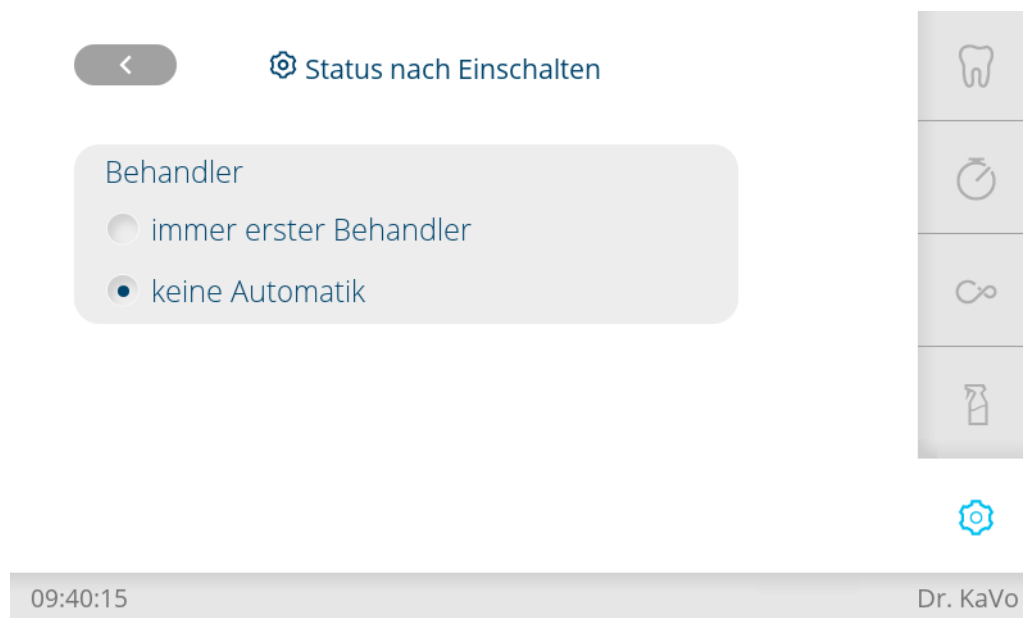 Status nach Einschalten
Behandler
immer erster Behandler
keine Automatik
09:40:15
Dr. KaVo